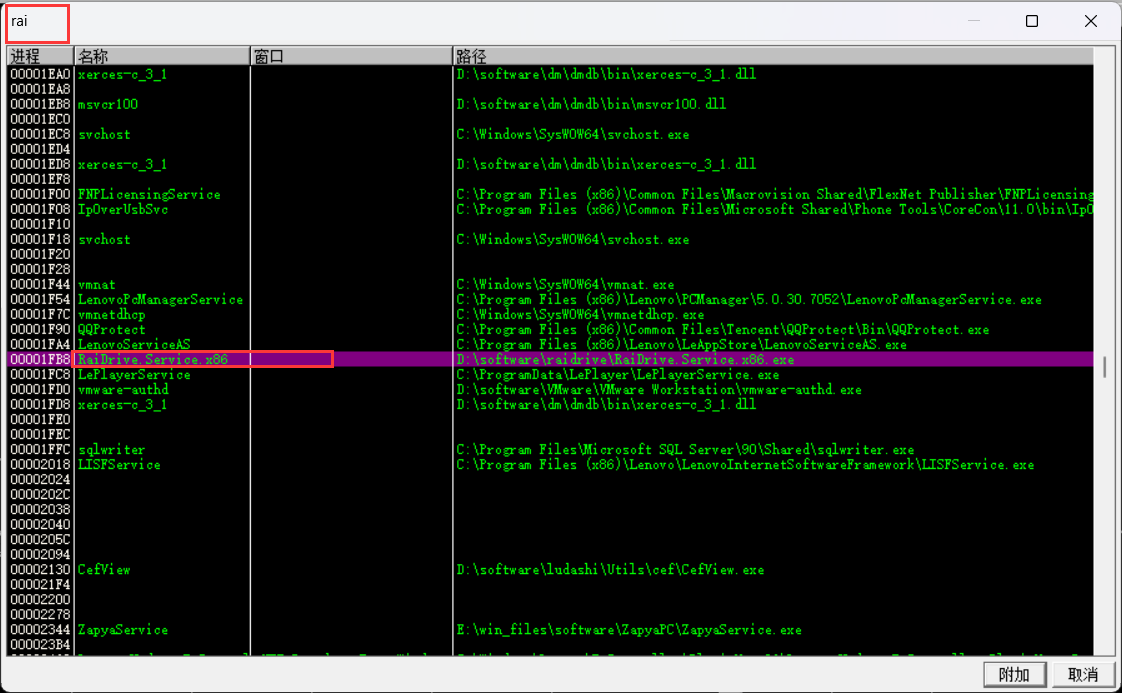 rai
进程 名称 窗口 路径
00001EA0 xerces-c_3_1 D:\software\dm\dmdb\bin\xerces-c_3_1.dll
00001EA8
00001EB8 msvcr100 D:\software\dm\dmdb\bin\msvcr100.dll
00001EC0
00001EC8 svchost C:\Windows\SysWOW64\svchost.exe
00001ED4
00001ED8 xerces-c_3_1 D:\software\dm\dmdb\bin\xerces-c_3_1.dll
00001EF8
00001F00 FNPLicensingService C:\Program Files (x86)\Common Files\Macrovision Shared\FlexNet Publisher\FNPLicensing
00001F08 IpOverUsbSvc C:\Program Files (x86)\Common Files\Microsoft Shared\Phone Tools\CoreCon\11.0\bin\IpO
00001F10
00001F18 svchost C:\Windows\SysWOW64\svchost.exe
00001F20
00001F28
00001F44 vmnat C:\Windows\SysWOW64\vmnat.exe
00001F54 LenovoPcManagerService C:\Program Files (x86)\Lenovo\PCManager\5.0.30.7052\LenovoPcManagerService.exe
00001F7C vmnetdhcp C:\Windows\SysWOW64\vmnetdhcp.exe
00001F90 QQProtect C:\Program Files (x86)\Common Files\Tencent\QQProtect\Bin\QQProtect.exe
00001FA4 LenovoServiceAS C:\Program Files (x86)\Lenovo\LeAppStore\LenovoServiceAS.exe
00001FB8 RaiDrive.Service.x86 D:\software\raidrive\RaiDrive.Service.x86.exe
00001FC8 LePlayerService C:\ProgramData\LePlayer\LePlayerService.exe
00001FD0 vmware-authd D:\software\VMware\VMware Workstation\vmware-authd.exe
00001FD8 xerces-c_3_1 D:\software\dm\dmdb\bin\xerces-c_3_1.dll
00001FE0
00001FEC
00001FFC sqlwriter C:\Program Files\Microsoft SQL Server\90\Shared\sqlwriter.exe
00002018 LISFService C:\Program Files (x86)\Lenovo\LenovoInternetSoftwareFramework\LISFService.exe
00002024
0000202C
00002038
00002040
0000205C
00002094
00002130 CefView D:\software\ludashi\Utils\cef\CefView.exe
000021F4
00002200
00002278
00002344 ZapyaService E:\win_files\software\ZapyaPC\ZapyaService.exe
000023B4
附加 取消